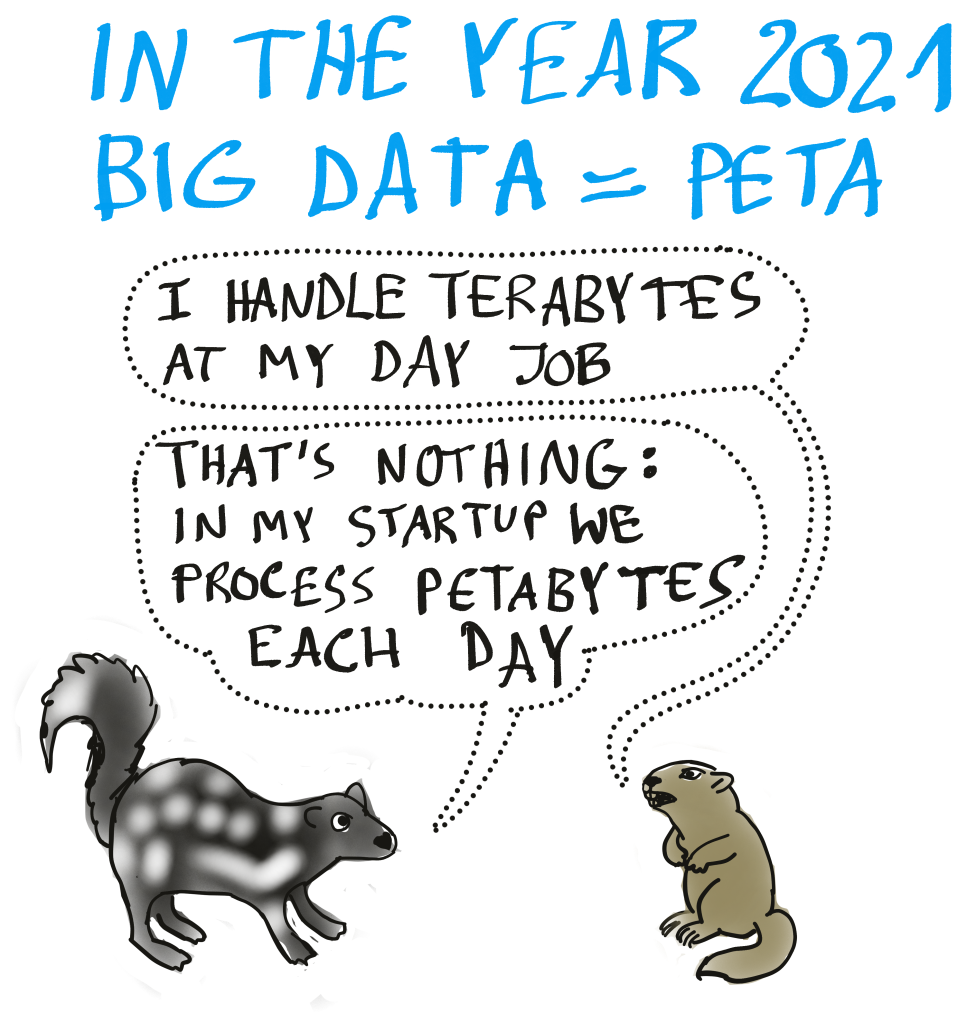 IN THE YEAR 2021
BIG DATA = PETA
I HANDLE TERABYTES
AT MY DAY JOB
THAT'S NOTHING:
IN MY STARTUP WE
PROCESS PETABYTES
EACH DAY